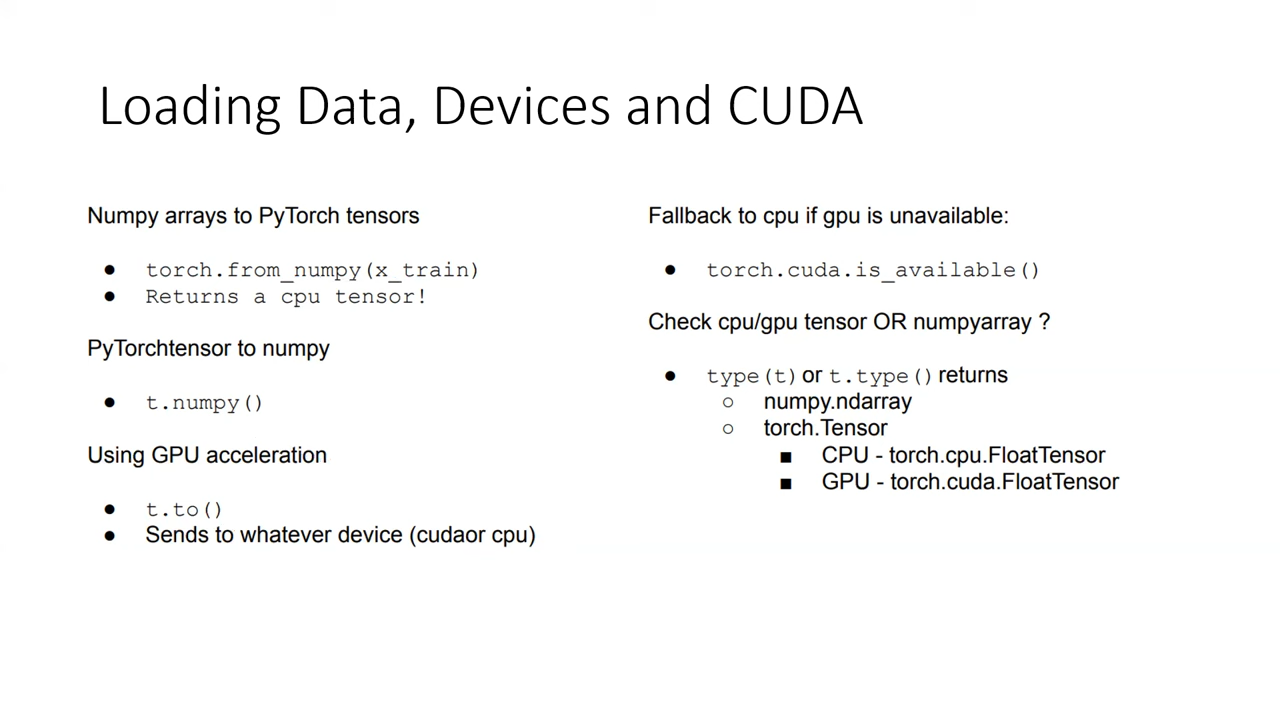 Loading Data, Devices and CUDA
Numpy arrays to PyTorch tensors
● torch.from_numpy(x_train)
● Returns a cpu tensor!
PyTorchtensor to numpy
● t.numpy()
Using GPU acceleration
● t.to()
● Sends to whatever device (cudaor cpu)
Fallback to cpu if gpu is unavailable:
● torch.cuda.is_available()
Check cpu/gpu tensor OR numpyarray ?
● type(t) or t.type() returns
○ numpy.ndarray
○ torch.Tensor
■ CPU - torch.cpu.FloatTensor
■ GPU - torch.cuda.FloatTensor